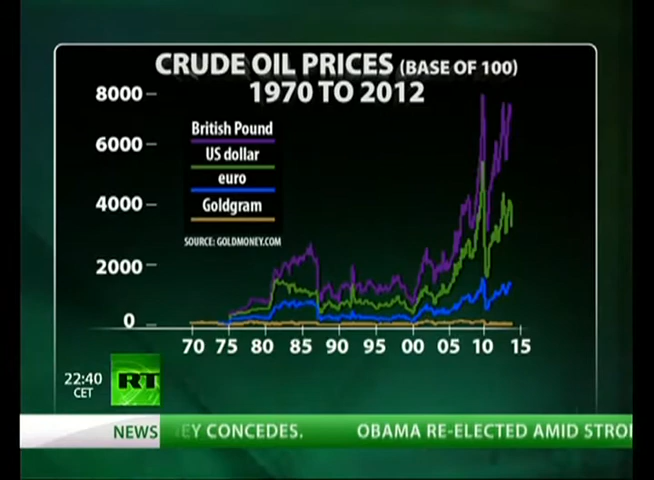 CRUDE OIL PRICES (BASE OF 100)
1970 TO 2012
8000
6000
4000
2000
0
British Pound
US dollar
euro
Goldgram
SOURCE: GOLDMONEY.COM
70 75 80 85 90 95 00 05 10 15
22:40
CET
RT
NEWS
EY CONCEDES. OBAMA RE-ELECTED AMID